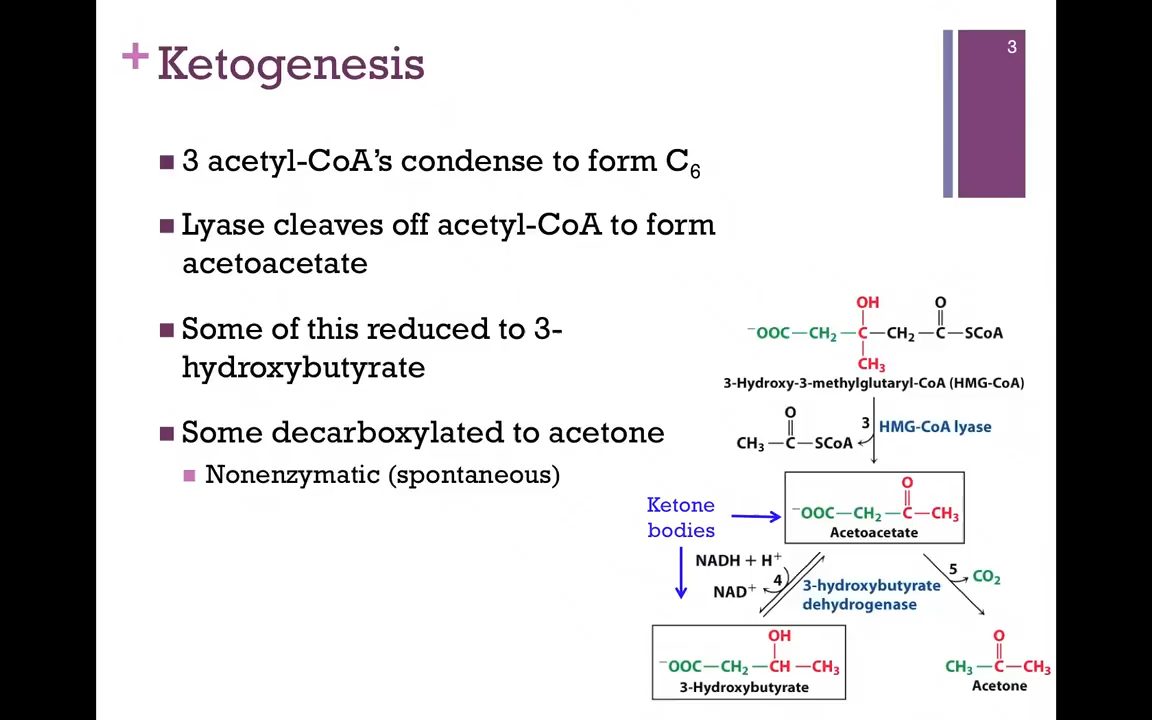 3
+ Ketogenesis
■ 3 acetyl-CoA’s condense to form C₆
■ Lyase cleaves off acetyl-CoA to form
acetoacetate
■ Some of this reduced to 3-
hydroxybutyrate
■ Some decarboxylated to acetone
■ Nonenzymatic (spontaneous)
OH O
⁻OOC—CH₂—C—CH₂—C—SCoA
CH₃
3-Hydroxy-3-methylglutaryl-CoA (HMG-CoA)
3 HMG-CoA lyase
O
CH₃—C—SCoA
O
⁻OOC—CH₂—C—CH₃
Acetoacetate
Ketone
bodies
NADH + H⁺
4
NAD⁺
3-hydroxybutyrate
dehydrogenase
5 CO₂
OH
⁻OOC—CH₂—CH—CH₃
3-Hydroxybutyrate
O
CH₃—C—CH₃
Acetone